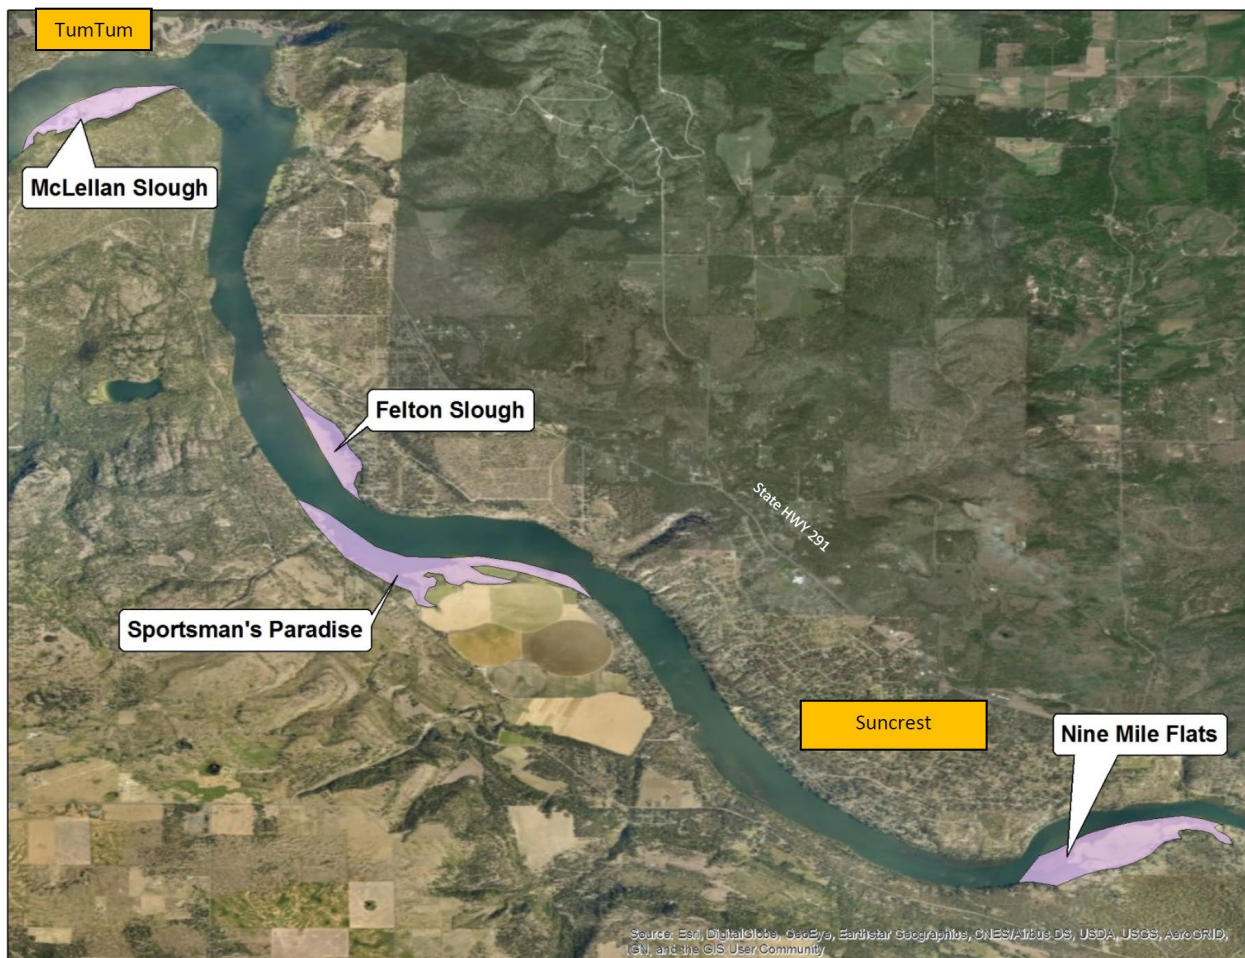 TumTum
McLellan Slough
Felton Slough
State HWY 291
Sportsman's Paradise
Suncrest
Nine Mile Flats
Source: Esri, DigitalGlobe, GeoEye, Earthstar Geographics, CNES/Airbus DS, USDA, USGS, AeroGRID,
IGN, and the GIS User Community